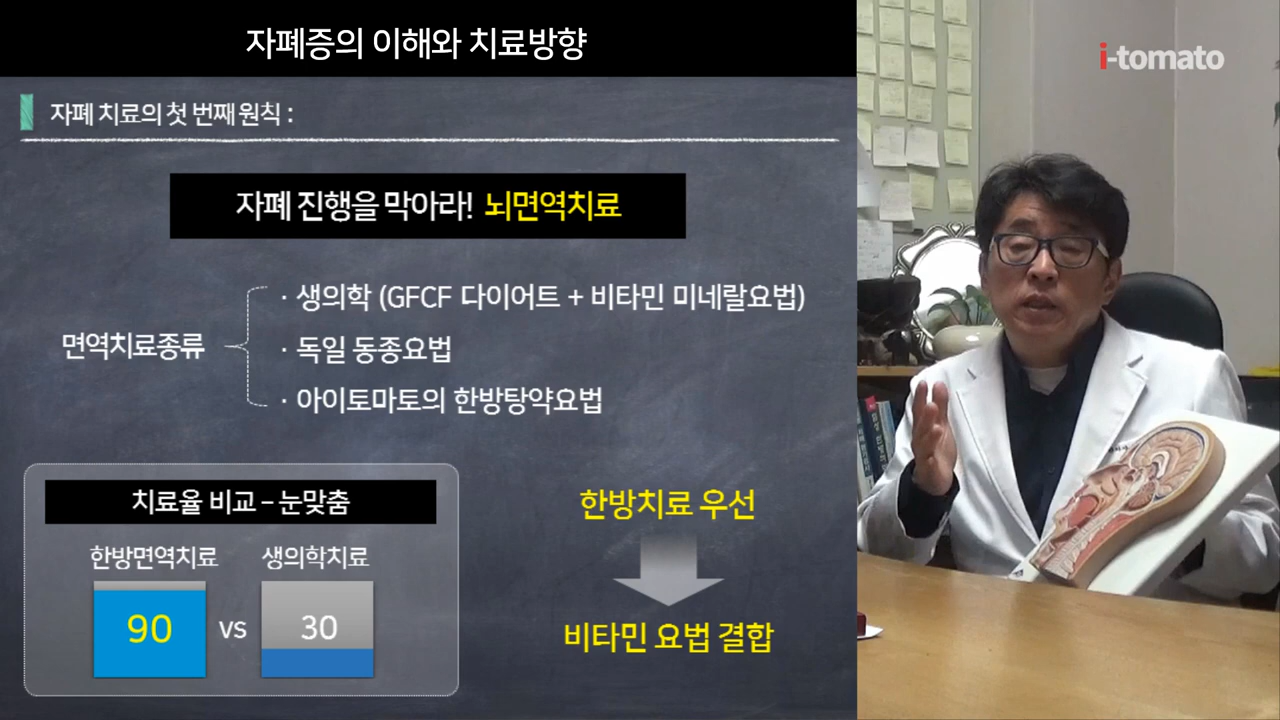 자폐증의 이해와 치료방향
i-tomato
자폐 치료의 첫 번째 원칙 :
자폐 진행을 막아라! 뇌면역치료
면역치료종류
· 생의학 (GFCF 다이어트 + 비타민 미네랄요법)
· 독일 동종요법
· 아이토마토의 한방탕약요법
치료율 비교 – 눈맞춤
한방면역치료 생의학치료
90 vs 30
한방치료 우선
비타민 요법 결합